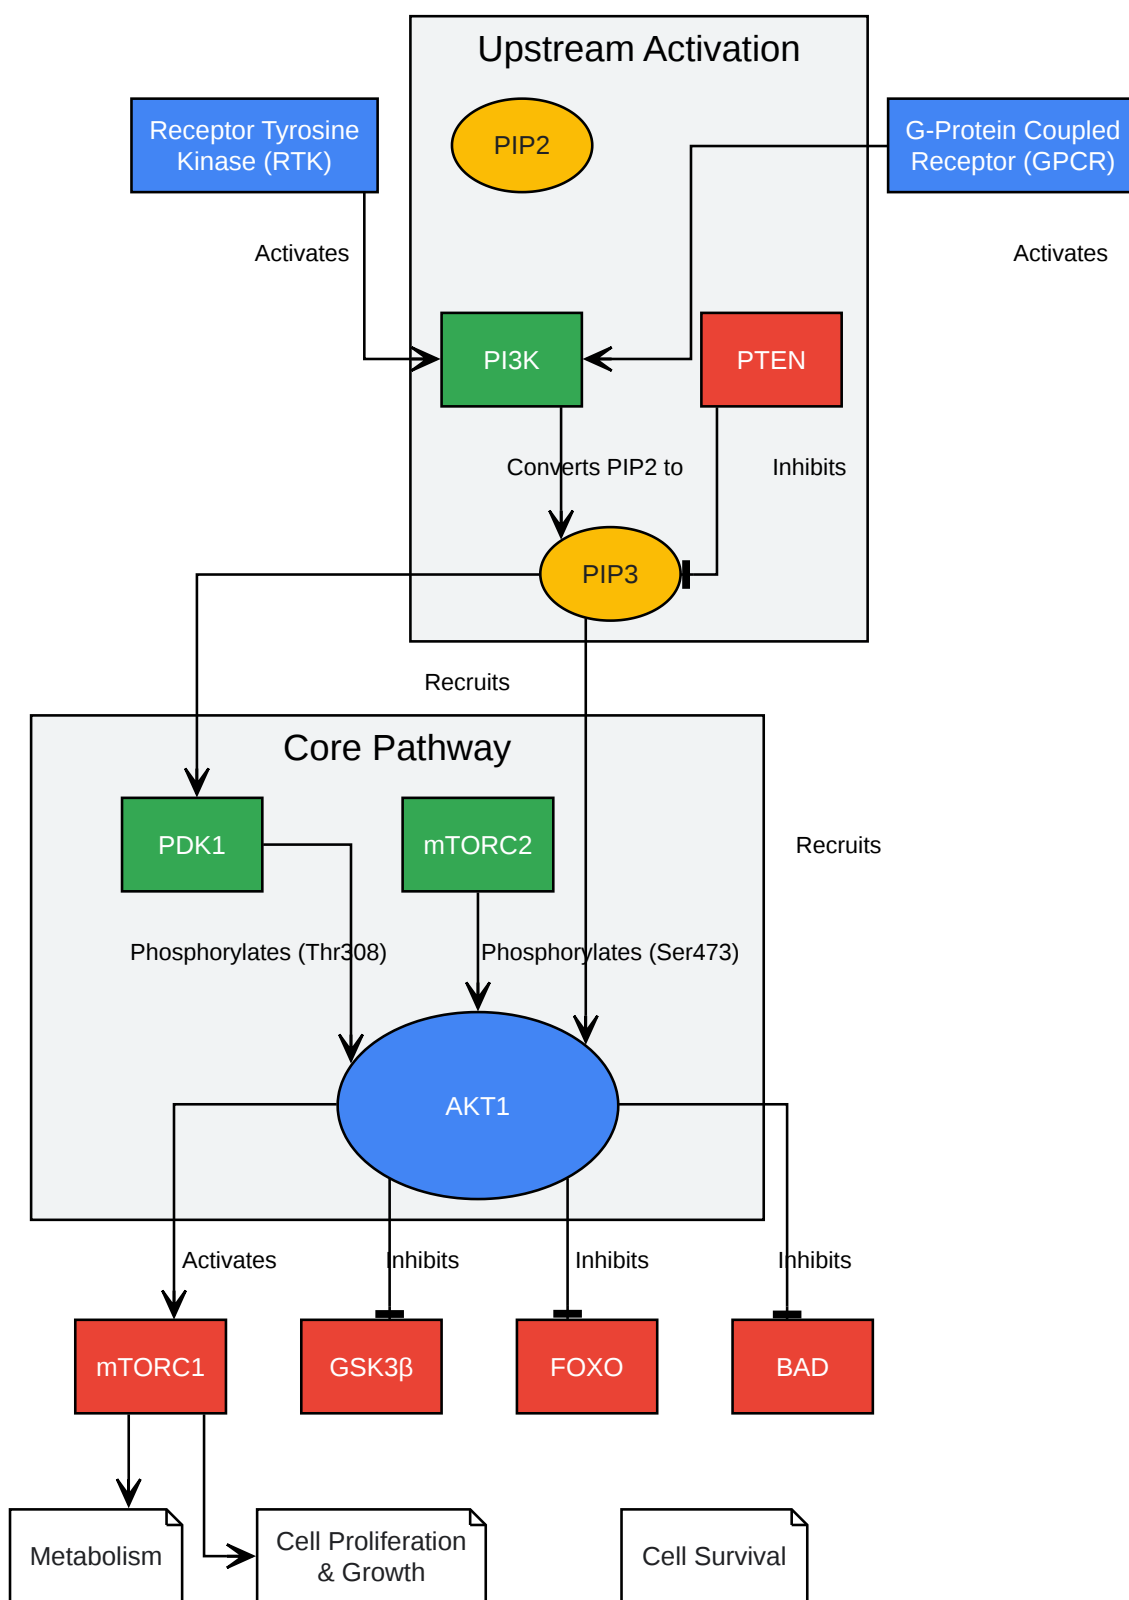 Upstream Activation
Receptor Tyrosine
Kinase (RTK)
PIP2
G-Protein Coupled
Receptor (GPCR)
Activates
Activates
PI3K
PTEN
Converts PIP2 to
Inhibits
PIP3
Recruits
Core Pathway
PDK1
mTORC2
Recruits
Phosphorylates (Thr308)
Phosphorylates (Ser473)
AKT1
Activates
Inhibits
Inhibits
Inhibits
mTORC1
GSK3β
FOXO
BAD
Metabolism
Cell Proliferation
& Growth
Cell Survival